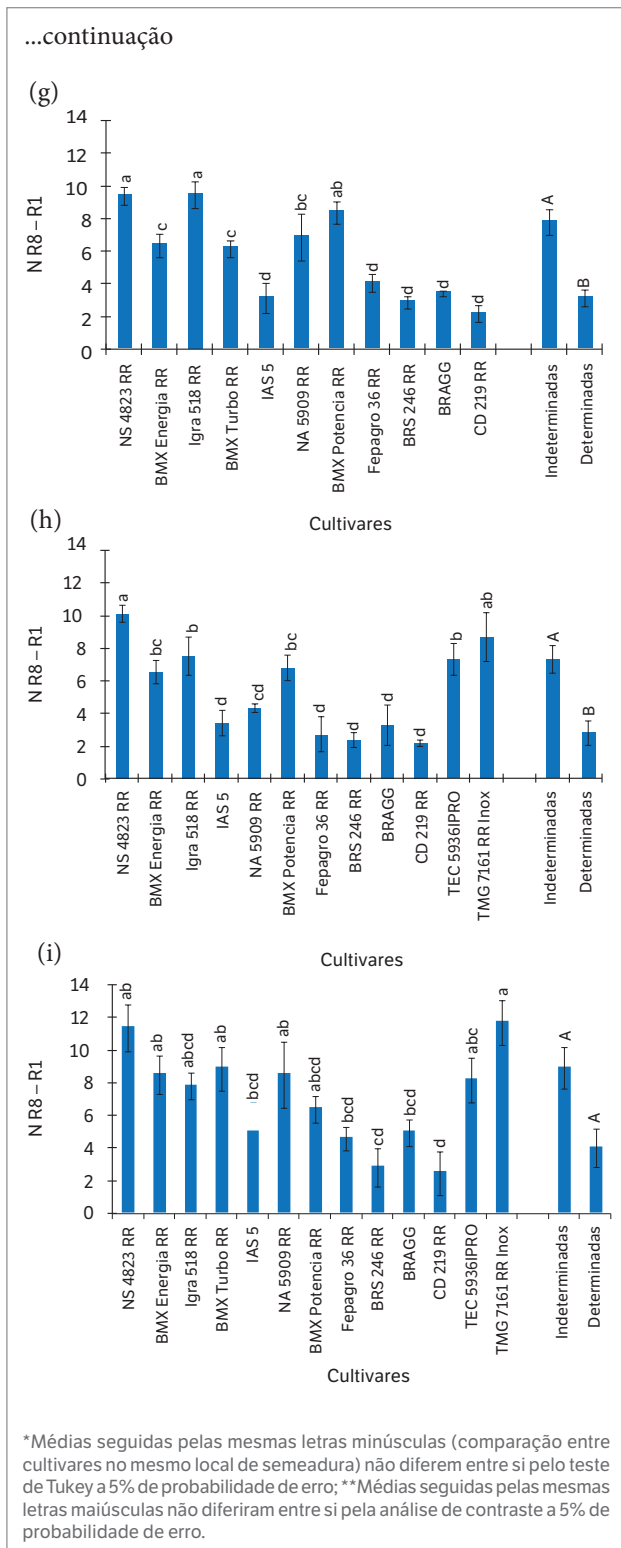 ...continuação
(g)
N R8 – R1
14
12
10
8
6
4
2
0
a
c
a
c
d
bc
ab
d
d
d
d
A
B
NS 4823 RR
BMX Energia RR
Igra 518 RR
BMX Turbo RR
IAS 5
NA 5909 RR
BMX Potencia RR
Fepagro 36 RR
BRS 246 RR
BRAGG
CD 219 RR
Indeterminadas
Determinadas
Cultivares
(h)
N R8 – R1
14
12
10
8
6
4
2
0
a
bc
b
d
cd
bc
d
d
d
d
b
ab
A
B
NS 4823 RR
BMX Energia RR
Igra 518 RR
IAS 5
NA 5909 RR
BMX Potencia RR
Fepagro 36 RR
BRS 246 RR
BRAGG
CD 219 RR
TEC 5936IPRO
TMG 7161 RR Inox
Indeterminadas
Determinadas
Cultivares
(i)
N R8 – R1
14
12
10
8
6
4
2
0
ab
ab
abcd
ab
bcd
ab
abcd
bcd
cd
bcd
d
abc
a
A
A
NS 4823 RR
BMX Energia RR
Igra 518 RR
BMX Turbo RR
IAS 5
NA 5909 RR
BMX Potencia RR
Fepagro 36 RR
BRS 246 RR
BRAGG
CD 219 RR
TEC 5936IPRO
TMG 7161 RR Inox
Indeterminadas
Determinadas
Cultivares
*Médias seguidas pelas mesmas letras minúsculas (comparação entre
cultivares no mesmo local de semeadura) não diferem entre si pelo teste
de Tukey a 5% de probabilidade de erro; **Médias seguidas pelas mesmas
letras maiúsculas não diferiram entre si pela análise de contraste a 5% de
probabilidade de erro.